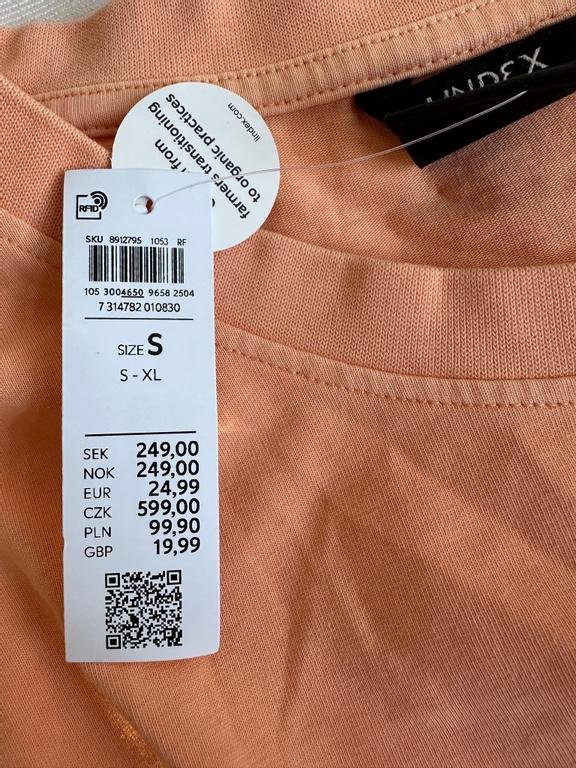 LINDEX
from
farmers transitioning
to organic practices
lindex.com
RFID
SKU 8912795 1053 RF
105 3004650 9658 2504
7 314782 010830
SIZE S
S - XL
SEK 249,00
NOK 249,00
EUR 24,99
CZK 599,00
PLN 99,90
GBP 19,99